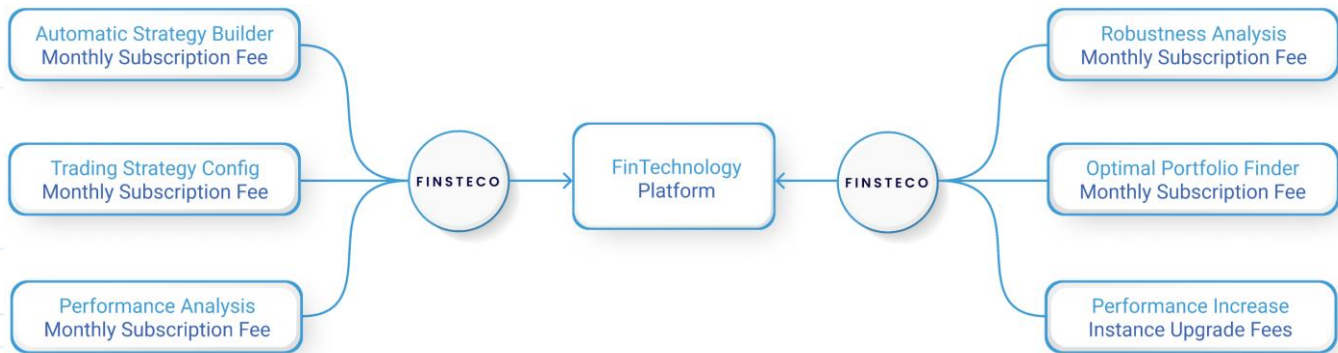 Automatic Strategy Builder
Monthly Subscription Fee
Trading Strategy Config
Monthly Subscription Fee
Performance Analysis
Monthly Subscription Fee
FINSTECO
FinTechnology
Platform
FINSTECO
Robustness Analysis
Monthly Subscription Fee
Optimal Portfolio Finder
Monthly Subscription Fee
Performance Increase
Instance Upgrade Fees